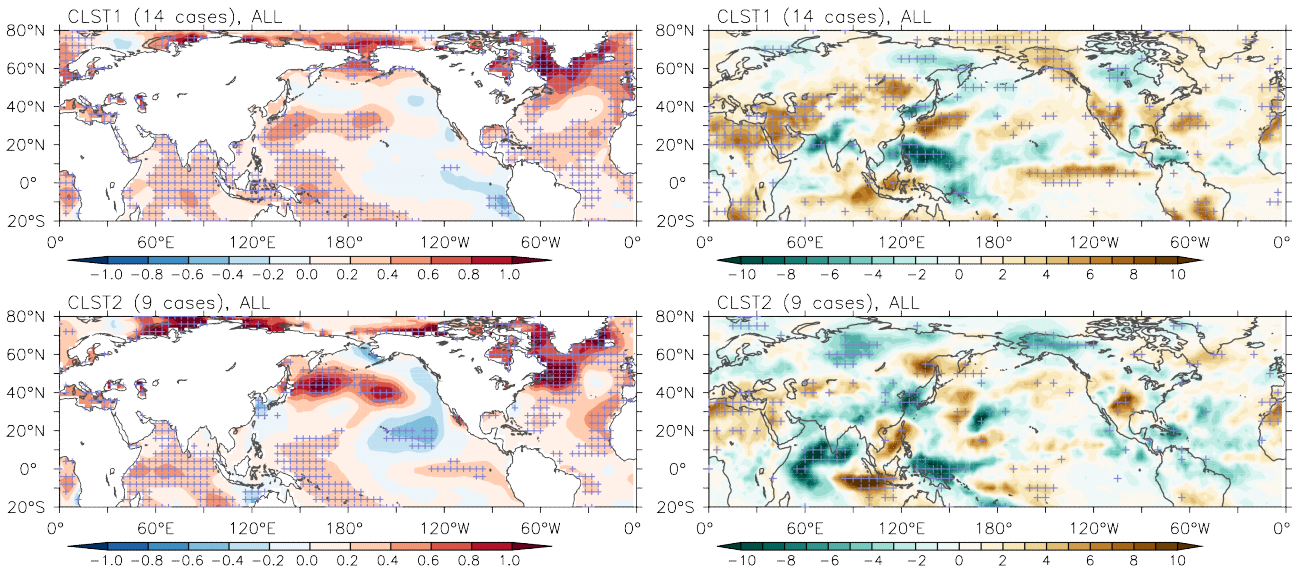 CLST1 (14 cases), ALL
80°N
60°N
40°N
20°N
0°
20°S
0° 60°E 120°E 180° 120°W 60°W 0°
−1.0 −0.8 −0.6 −0.4 −0.2 0.0 0.2 0.4 0.6 0.8 1.0
CLST1 (14 cases), ALL
80°N
60°N
40°N
20°N
0°
20°S
0° 60°E 120°E 180° 120°W 60°W 0°
−10 −8 −6 −4 −2 0 2 4 6 8 10
CLST2 (9 cases), ALL
80°N
60°N
40°N
20°N
0°
20°S
0° 60°E 120°E 180° 120°W 60°W 0°
−1.0 −0.8 −0.6 −0.4 −0.2 0.0 0.2 0.4 0.6 0.8 1.0
CLST2 (9 cases), ALL
80°N
60°N
40°N
20°N
0°
20°S
0° 60°E 120°E 180° 120°W 60°W 0°
−10 −8 −6 −4 −2 0 2 4 6 8 10